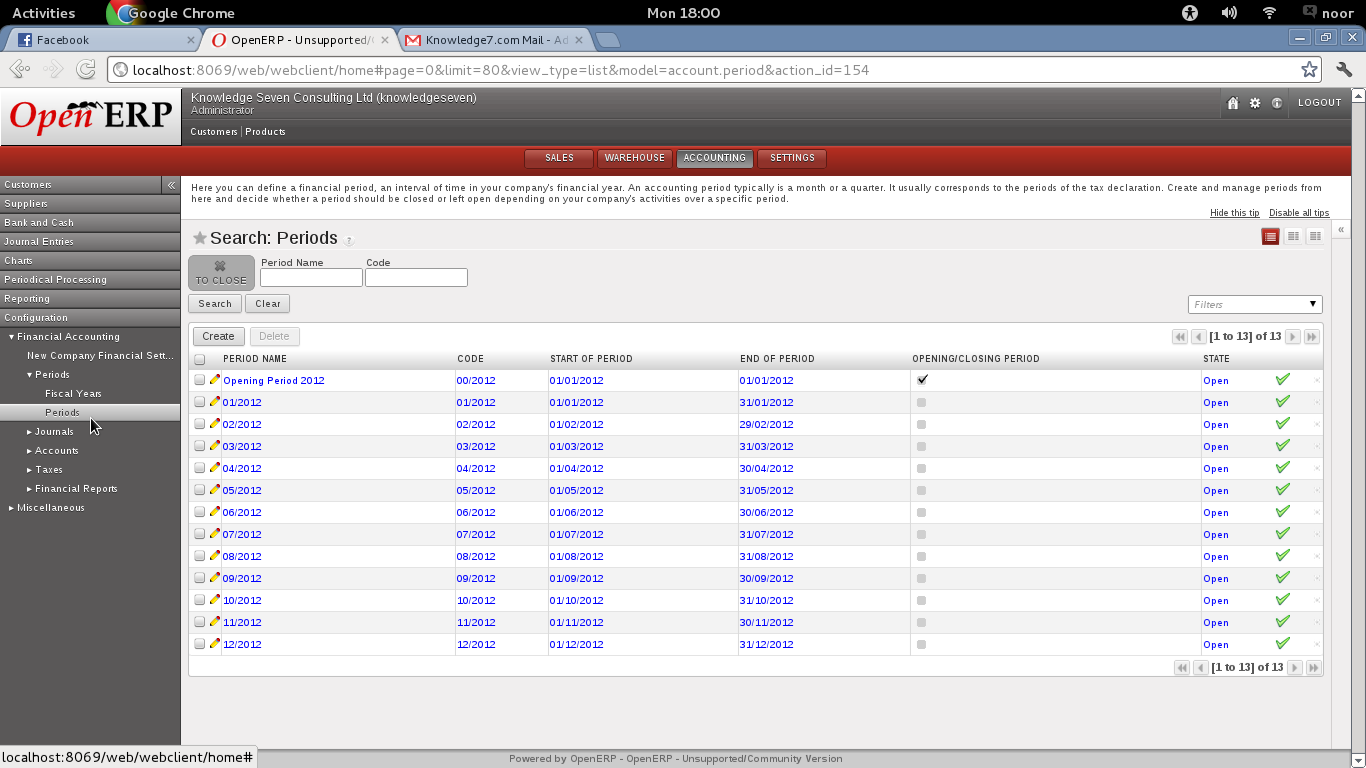 Activities Google Chrome Mon 18:00 noor
Facebook OpenERP - Unsupported/ Knowledge7.com Mail - Ad
localhost:8069/web/webclient/home#page=0&limit=80&view_type=list&model=account.period&action_id=154
Open ERP
Knowledge Seven Consulting Ltd (knowledgeseven)
Administrator
LOGOUT
Customers | Products
SALES WAREHOUSE ACCOUNTING SETTINGS
Customers «
Suppliers
Bank and Cash
Journal Entries
Charts
Periodical Processing
Reporting
Configuration
Financial Accounting
New Company Financial Sett...
Periods
Fiscal Years
Periods
Journals
Accounts
Taxes
Financial Reports
Miscellaneous
Here you can define a financial period, an interval of time in your company's financial year. An accounting period typically is a month or a quarter. It usually corresponds to the periods of the tax declaration. Create and manage periods from
here and decide whether a period should be closed or left open depending on your company's activities over a specific period.
Hide this tip Disable all tips
«
Search: Periods ?
TO CLOSE
Period Name Code
Search Clear
Filters
Create Delete [1 to 13] of 13
PERIOD NAME CODE START OF PERIOD END OF PERIOD OPENING/CLOSING PERIOD STATE
Opening Period 2012 00/2012 01/01/2012 01/01/2012 Open
01/2012 01/2012 01/01/2012 31/01/2012 Open
02/2012 02/2012 01/02/2012 29/02/2012 Open
03/2012 03/2012 01/03/2012 31/03/2012 Open
04/2012 04/2012 01/04/2012 30/04/2012 Open
05/2012 05/2012 01/05/2012 31/05/2012 Open
06/2012 06/2012 01/06/2012 30/06/2012 Open
07/2012 07/2012 01/07/2012 31/07/2012 Open
08/2012 08/2012 01/08/2012 31/08/2012 Open
09/2012 09/2012 01/09/2012 30/09/2012 Open
10/2012 10/2012 01/10/2012 31/10/2012 Open
11/2012 11/2012 01/11/2012 30/11/2012 Open
12/2012 12/2012 01/12/2012 31/12/2012 Open
[1 to 13] of 13
localhost:8069/web/webclient/home#
Powered by OpenERP - OpenERP - Unsupported/Community Version